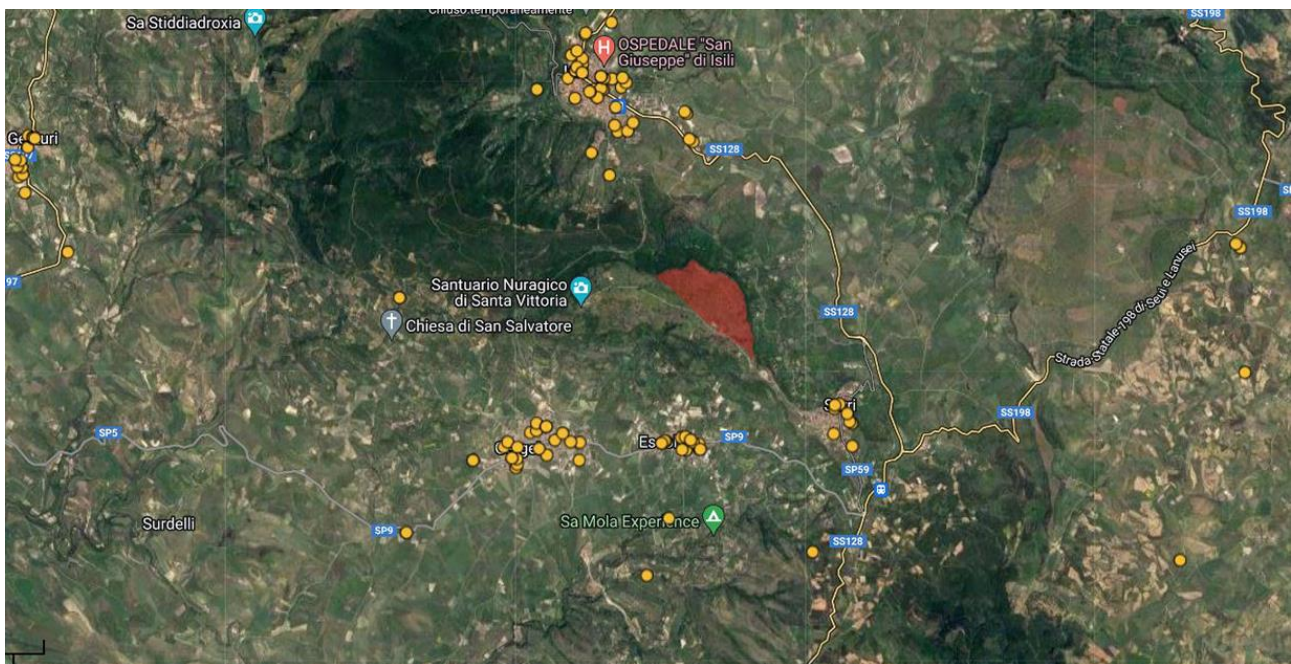 SS198
Sa Stiddiadroxia
Chiuso temporaneamente
OSPEDALE "San
Giuseppe" di Isili
SS128
SS198
Santuario Nuragico
di Santa Vittoria
97
Chiesa di San Salvatore
SS128
Strada Statale 198 di Seui e Lanusei
SS198
SP5
SP9
SP59
Surdelli
SP9
Sa Mola Experience
SS128